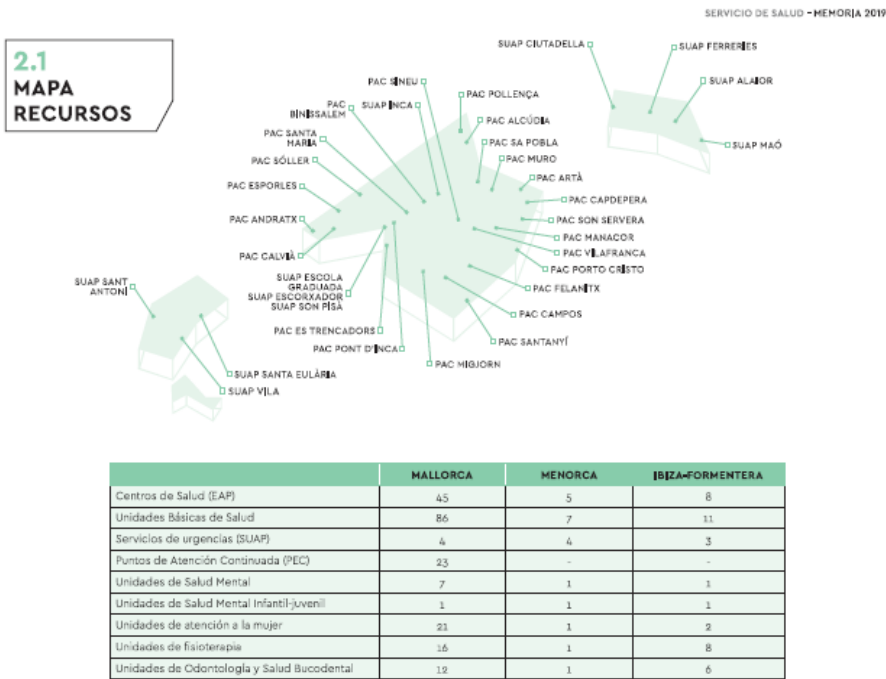 SERVICIO DE SALUD - MEMORIA 2019
2.1
MAPA
RECURSOS
SUAP CIUTADELLA
SUAP FERRERIES
SUAP ALAIOR
SUAP MAÓ
PAC SINEU
PAC
BINISSALEM
SUAP INCA
PAC POLLENÇA
PAC ALCÚDIA
PAC SANTA
MARIA
PAC SA POBLA
PAC MURO
PAC SÓLLER
PAC ARTÀ
PAC ESPORLES
PAC CAPDEPERA
PAC ANDRATX
PAC SON SERVERA
PAC MANACOR
PAC CALVIÀ
PAC VILAFRANCA
PAC PORTO CRISTO
SUAP SANT
ANTONI
SUAP ESCOLA
GRADUADA
SUAP ESCORXADOR
SUAP SON PISÀ
PAC FELANITX
PAC CAMPOS
PAC ES TRENCADORS
PAC SANTANYÍ
PAC PONT D'INCA
PAC MIGJORN
SUAP SANTA EULÀRIA
SUAP VILA
MALLORCA MENORCA IBIZA-FORMENTERA
Centros de Salud (EAP) 45 5 8
Unidades Básicas de Salud 86 7 11
Servicios de urgencias (SUAP) 4 4 3
Puntos de Atención Continuada (PEC) 23 - -
Unidades de Salud Mental 7 1 1
Unidades de Salud Mental Infantil-juvenil 1 1 1
Unidades de atención a la mujer 21 1 2
Unidades de fisioterapia 16 1 8
Unidades de Odontología y Salud Bucodental 12 1 6